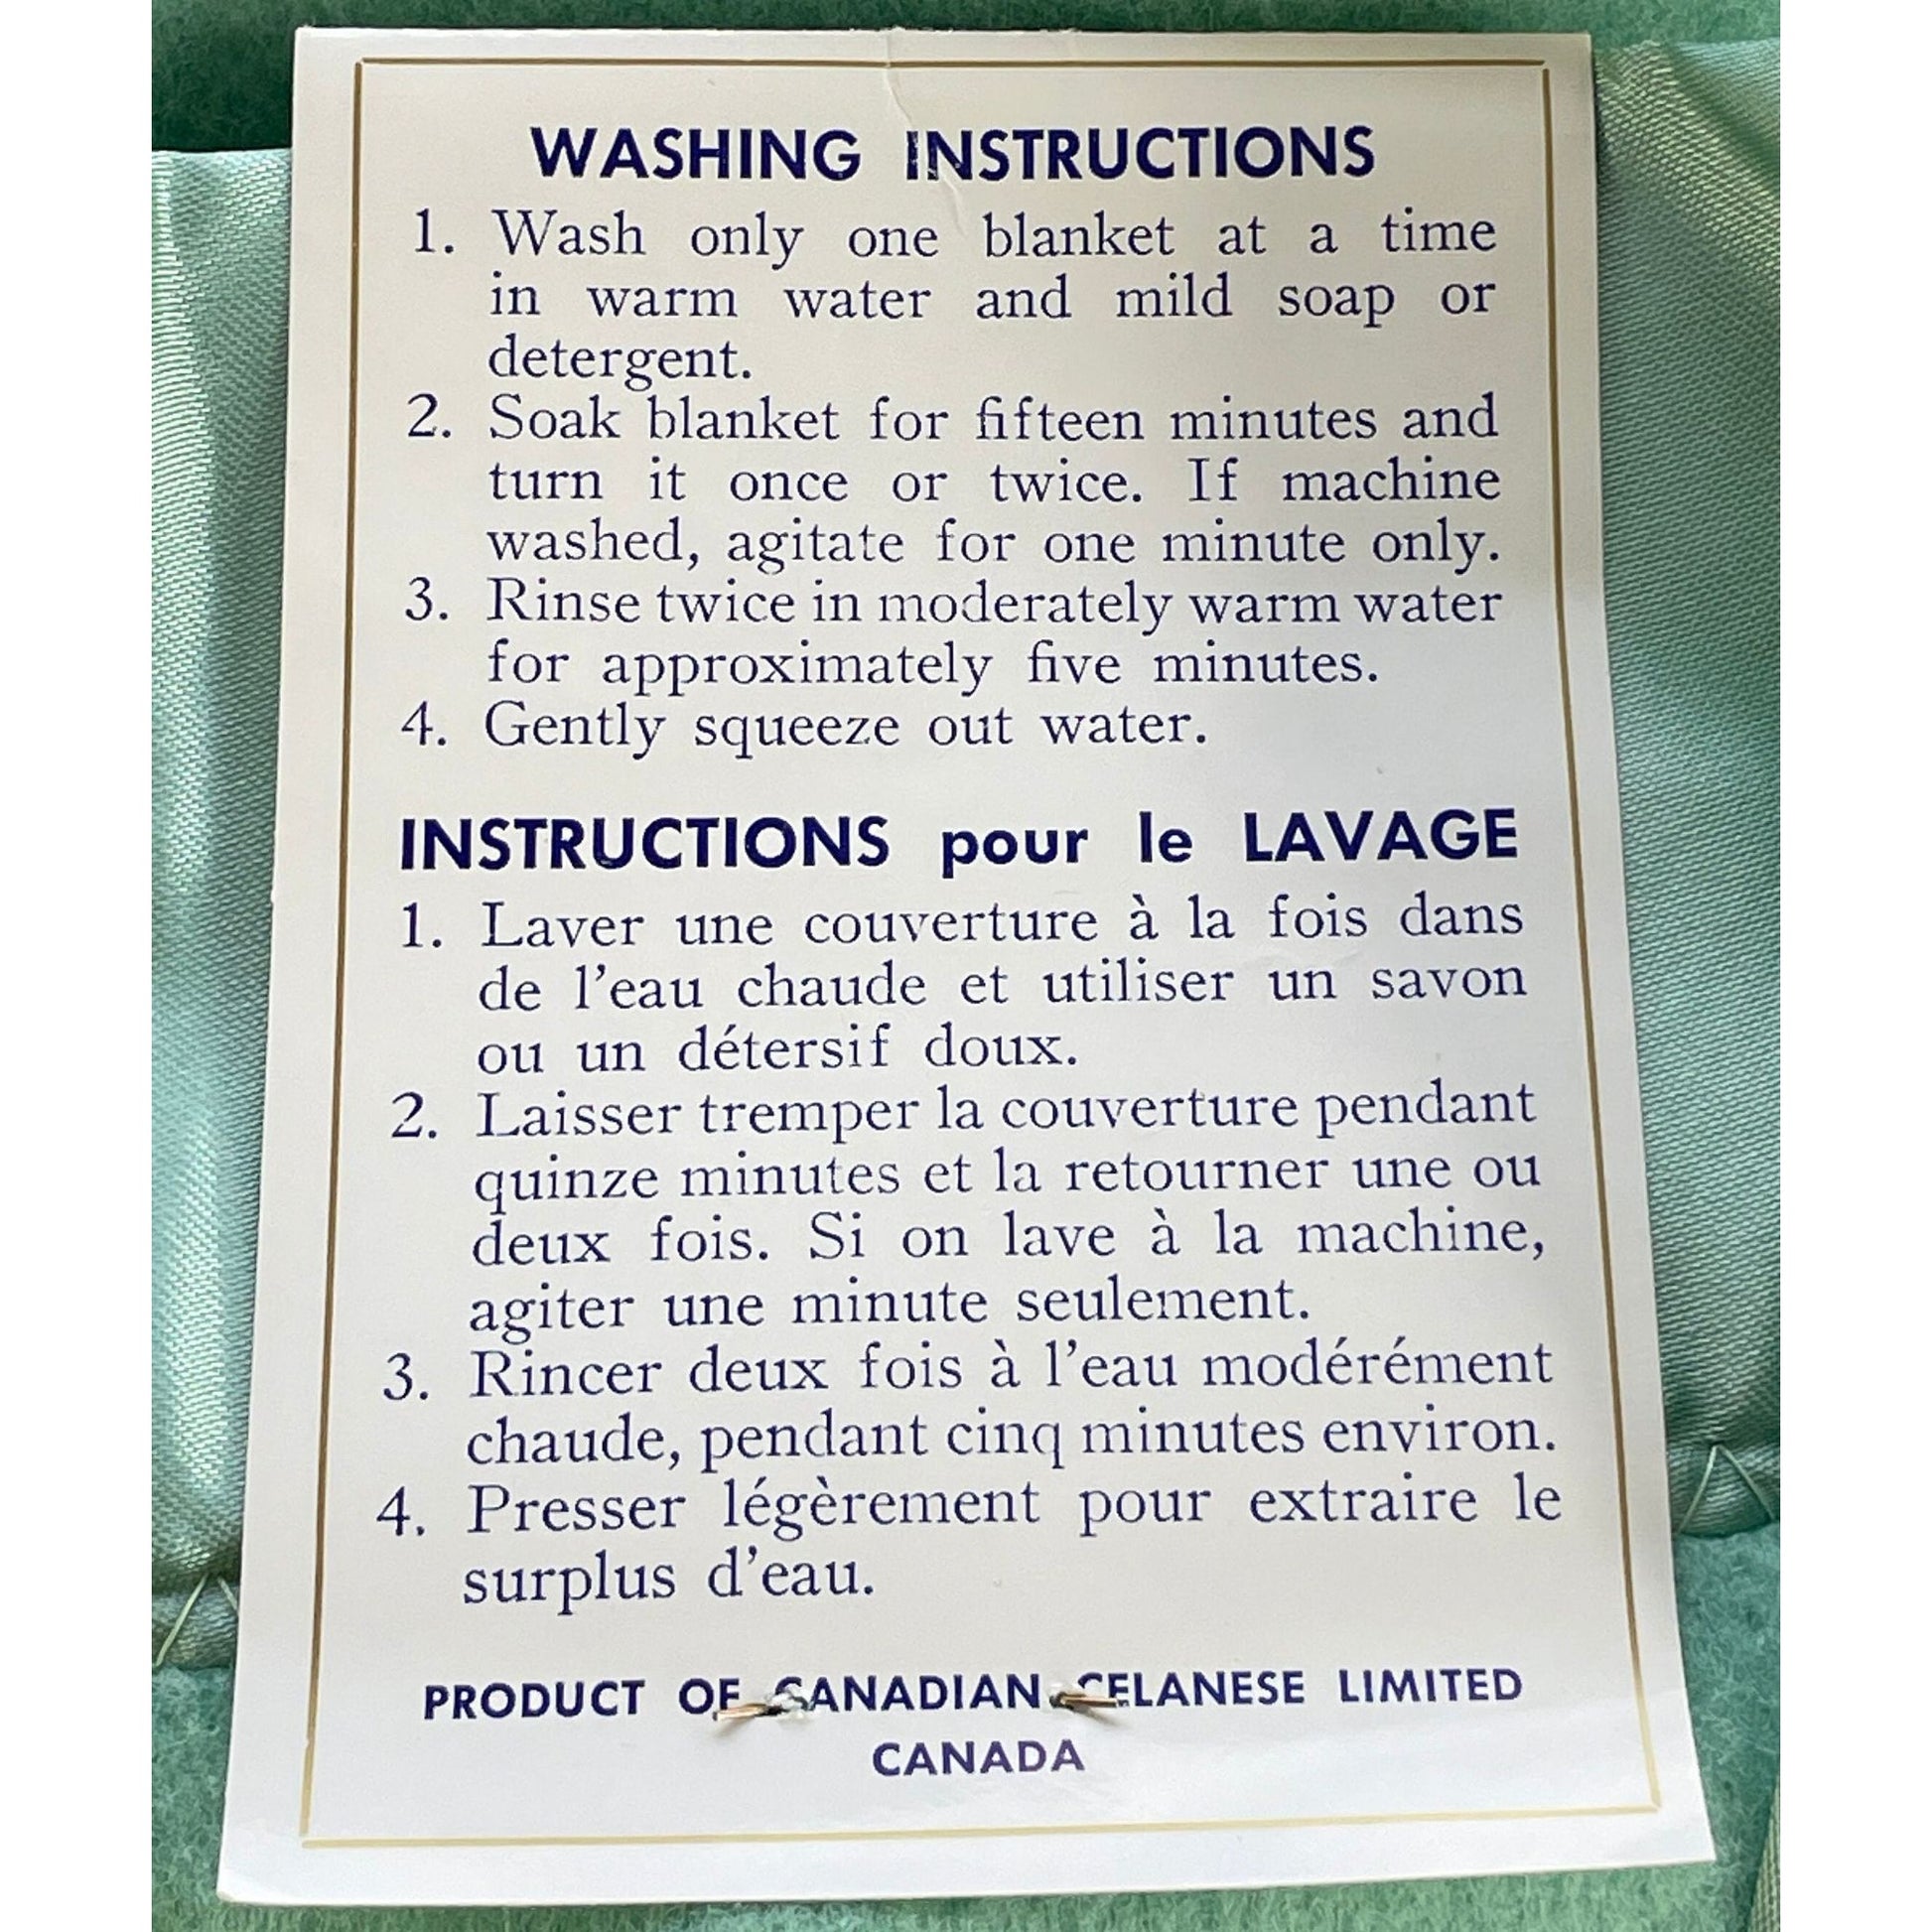 WASHING INSTRUCTIONS
1. Wash only one blanket at a time
in warm water and mild soap or
detergent.
2. Soak blanket for fifteen minutes and
turn it once or twice. If machine
washed, agitate for one minute only.
3. Rinse twice in moderately warm water
for approximately five minutes.
4. Gently squeeze out water.
INSTRUCTIONS pour le LAVAGE
1. Laver une couverture à la fois dans
de l'eau chaude et utiliser un savon
ou un détersif doux.
2. Laisser tremper la couverture pendant
quinze minutes et la retourner une ou
deux fois. Si on lave à la machine,
agiter une minute seulement.
3. Rincer deux fois à l'eau modérément
chaude, pendant cinq minutes environ.
4. Presser légèrement pour extraire le
surplus d'eau.
PRODUCT OF CANADIAN CELANESE LIMITED
CANADA